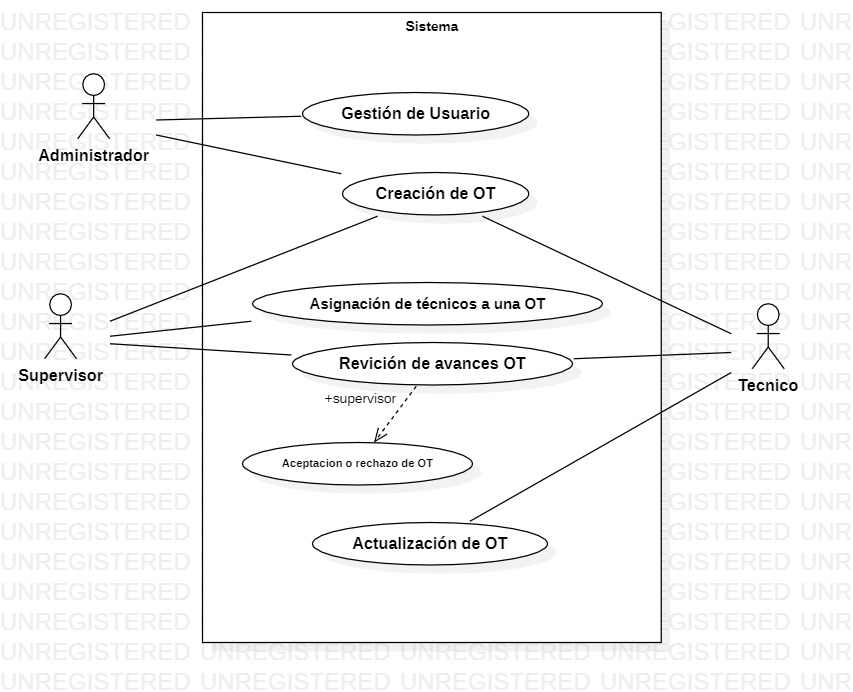 Sistema
Administrador
Gestión de Usuario
Creación de OT
Supervisor
Asignación de técnicos a una OT
Revición de avances OT
Tecnico
+supervisor
Aceptacion o rechazo de OT
Actualización de OT
UNREGISTERED UNREGISTERED UNREGISTERED UNREGISTERED UNR